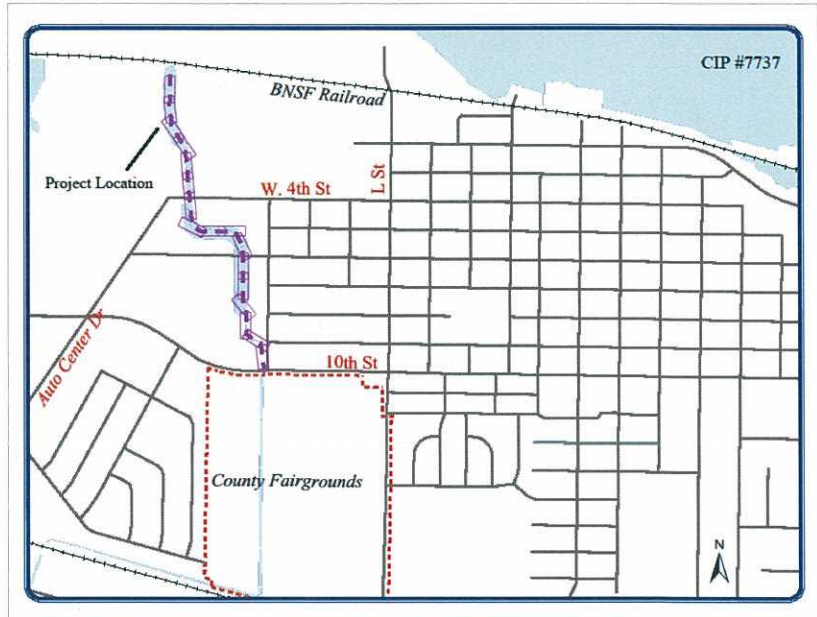 CIP #7737
BNSF Railroad
Project Location
W. 4th St
L St
Auto Center Dr
10th St
County Fairgrounds
N